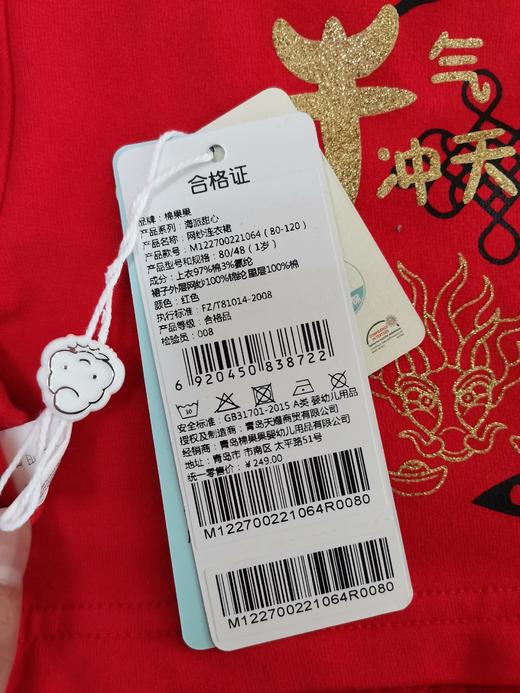 牛气
冲天
合格证
品牌：棉果果
产品系列：海派甜心
产品名称：网纱连衣裙
产品款号：M122700221064(80-120)
产品型号和规格：80/48(1岁)
成分：上衣97%棉3%氨纶
裙子外层网纱100%锦纶里层100%棉
颜色：红色
执行标准：FZ/T81014-2008
产品等级：合格品
检验员：008
6 920450 838722
30
安全标准：GB31701-2015 A类 婴幼儿用品
授权及制造商：青岛天燿商贸有限公司
经销商：青岛棉果果婴幼儿用品有限公司
地址：青岛市 市南区 太平路51号
统一零售价：¥249.00
M122700221064R0080
M122700221064R0080